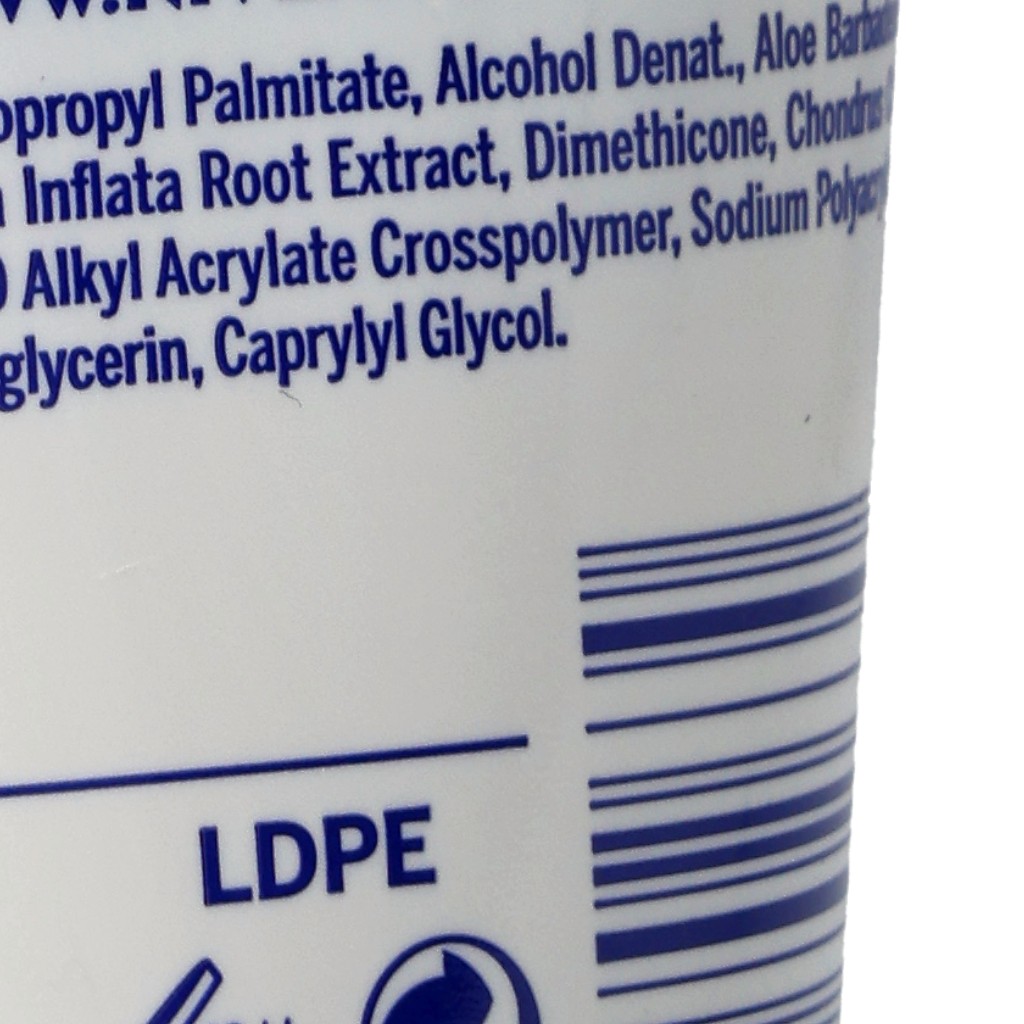 opropyl Palmitate, Alcohol Denat., Aloe Barbad
Inflata Root Extract, Dimethicone, Chondrus
) Alkyl Acrylate Crosspolymer, Sodium Polyacry
glycerin, Caprylyl Glycol.
LDPE